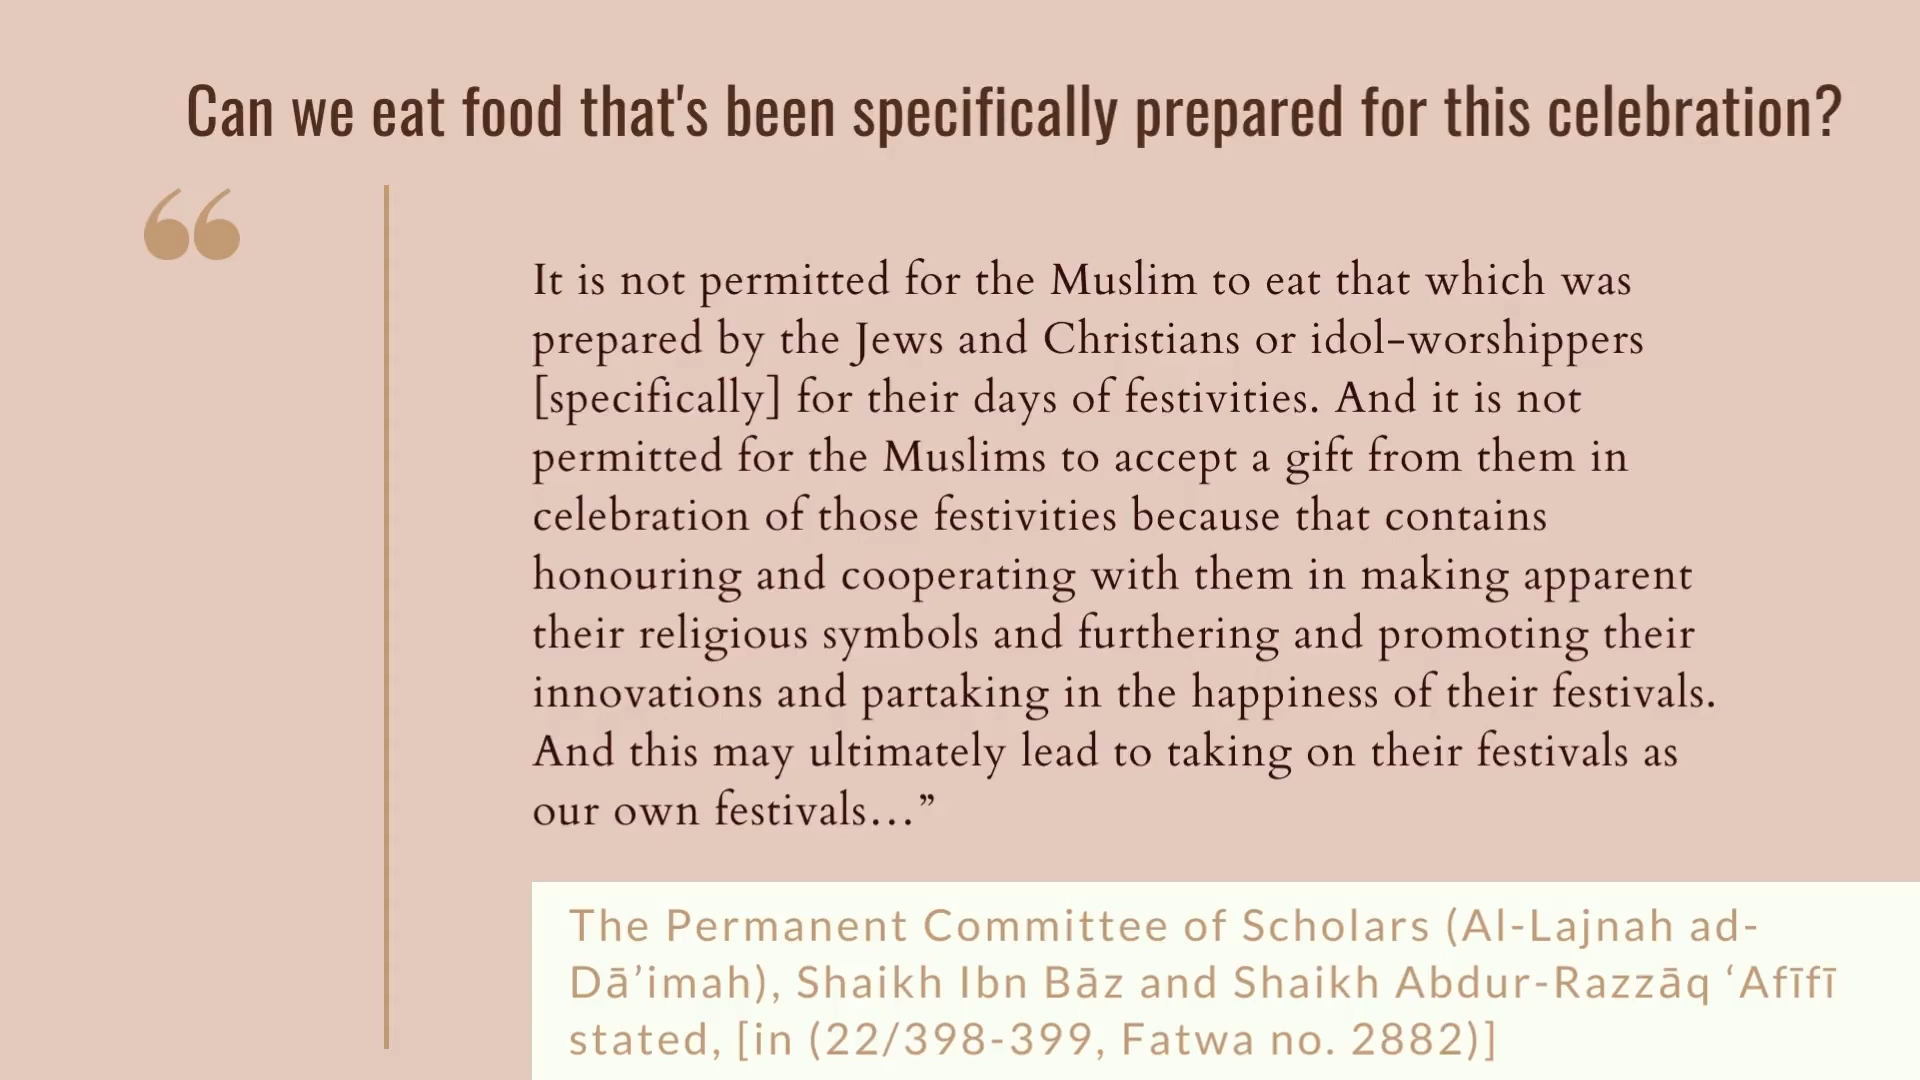 Can we eat food that's been specifically prepared for this celebration?
“
It is not permitted for the Muslim to eat that which was
prepared by the Jews and Christians or idol-worshippers
[specifically] for their days of festivities. And it is not
permitted for the Muslims to accept a gift from them in
celebration of those festivities because that contains
honouring and cooperating with them in making apparent
their religious symbols and furthering and promoting their
innovations and partaking in the happiness of their festivals.
And this may ultimately lead to taking on their festivals as
our own festivals…”
The Permanent Committee of Scholars (Al-Lajnah ad-
Dā’imah), Shaikh Ibn Bāz and Shaikh Abdur-Razzāq ‘Afīfī
stated, [in (22/398-399, Fatwa no. 2882)]